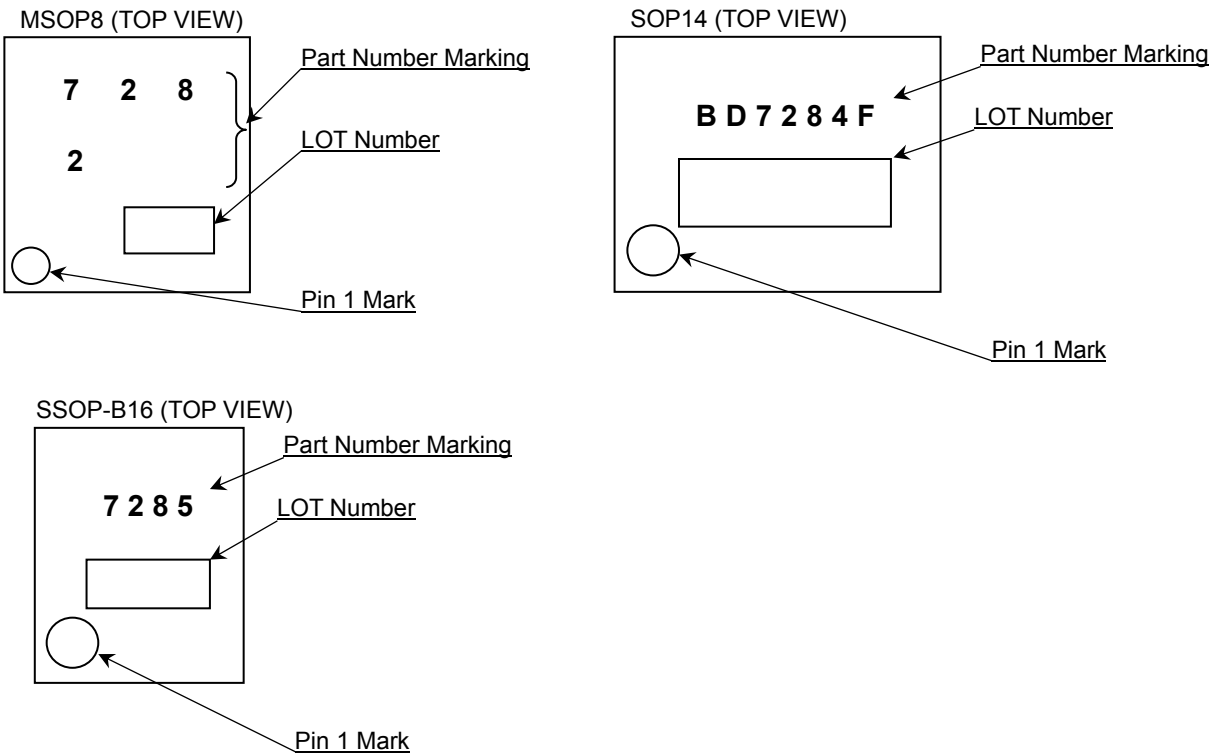 MSOP8 (TOP VIEW)
Part Number Marking
7 2 8
LOT Number
2
Pin 1 Mark
SOP14 (TOP VIEW)
Part Number Marking
B D 7 2 8 4 F
LOT Number
Pin 1 Mark
SSOP-B16 (TOP VIEW)
Part Number Marking
7 2 8 5
LOT Number
Pin 1 Mark